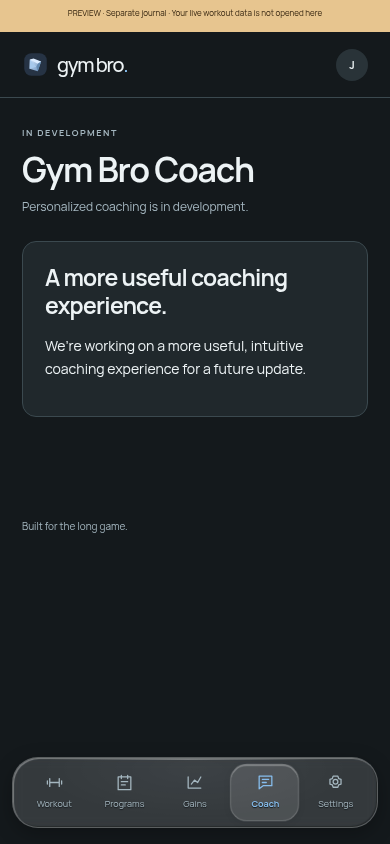 PREVIEW · Separate journal · Your live workout data is not opened here
gym bro.
J
IN DEVELOPMENT
Gym Bro Coach
Personalized coaching is in development.
A more useful coaching
experience.
We're working on a more useful, intuitive
coaching experience for a future update.
Built for the long game.
Workout
Programs
Gains
Coach
Settings